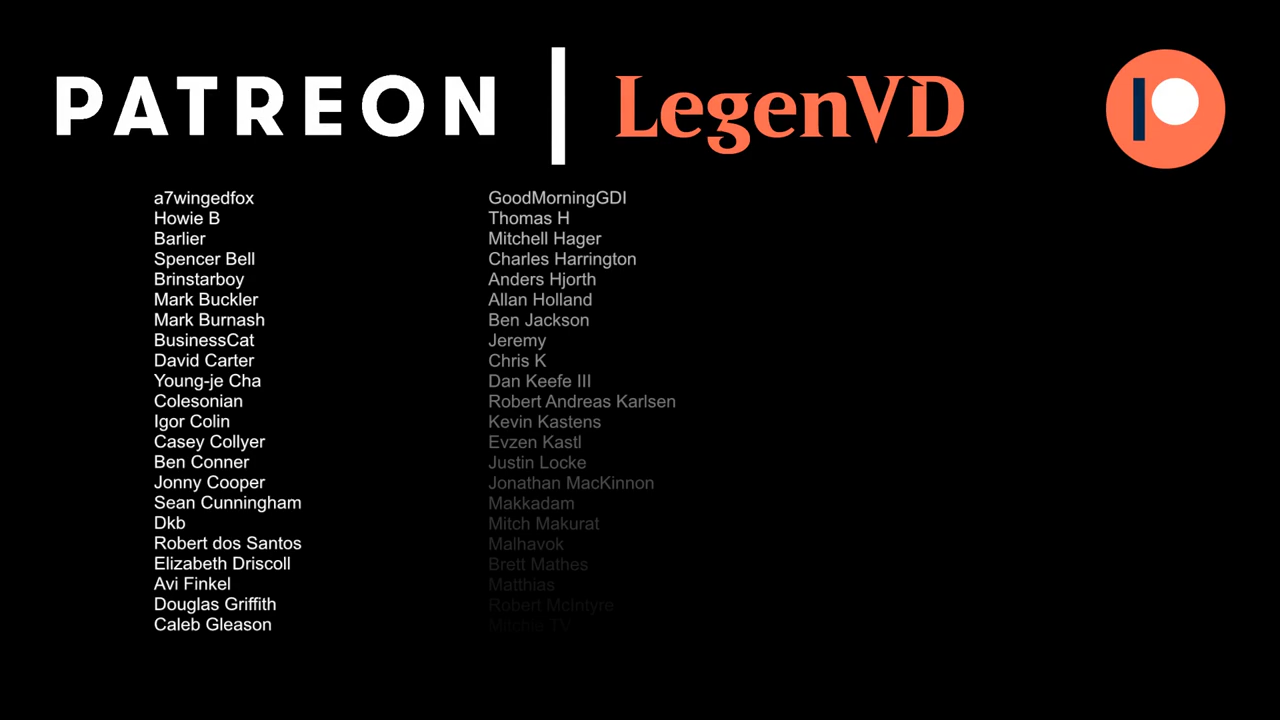 PATREON | LegenVD
a7wingedfox
Howie B
Barlier
Spencer Bell
Brinstarboy
Mark Buckler
Mark Burnash
BusinessCat
David Carter
Young-je Cha
Colesonian
Igor Colin
Casey Collyer
Ben Conner
Jonny Cooper
Sean Cunningham
Dkb
Robert dos Santos
Elizabeth Driscoll
Avi Finkel
Douglas Griffith
Caleb Gleason
GoodMorningGDI
Thomas H
Mitchell Hager
Charles Harrington
Anders Hjorth
Allan Holland
Ben Jackson
Jeremy
Chris K
Dan Keefe III
Robert Andreas Karlsen
Kevin Kastens
Evzen Kastl
Justin Locke
Jonathan MacKinnon
Makkadam
Mitch Makurat
Malhavok
Brett Mathes
Matthias
Robert McIntyre
Mitchie TV